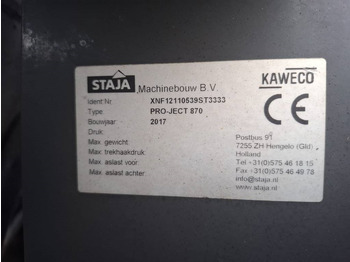 STAJA Machinebouw B.V. KAWECO
Ident.Nr. XNF12110539ST3333
Type: PRO-JECT 870
Bouwjaar: 2017
Druk: Postbus 91
Max. gewicht: 7255 ZH Hengelo (Gld)
Max. trekhaakdruk: Holland
Max. aslast voor: Tel +31(0)575 46 18 15
Max. aslast achter: Fax +31(0)575 46 49 78
info@staja.nl
www.staja.nl